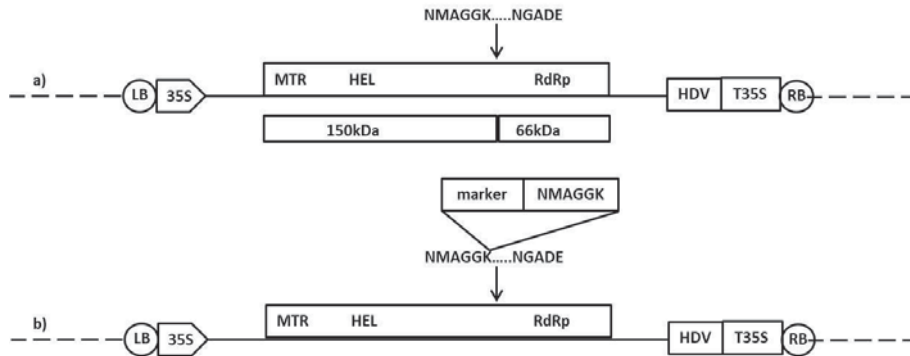 NMAGGK.....NGADE
MTR HEL RdRp
a) LB 35S HDV T35S RB
150kDa 66kDa
marker NMAGGK
NMAGGK.....NGADE
MTR HEL RdRp
b) LB 35S HDV T35S RB